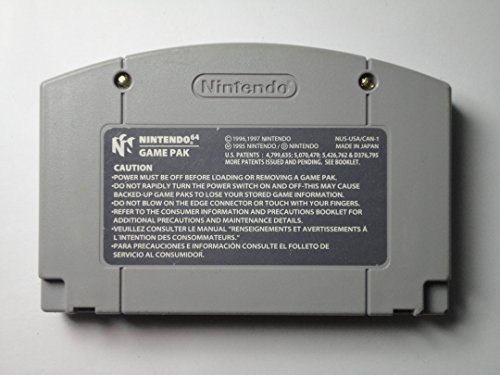 Nintendo
NINTENDO 64
GAME PAK
©1996,1997 NINTENDO
©1995 NINTENDO / ℗ NINTENDO
U.S. PATENTS : 4,799,635; 5,070,479; 5,426,762 & D376,795
MORE PATENTS ISSUED AND PENDING. SEE BOOKLET.
NUS-USA/CAN-1
MADE IN JAPAN
CAUTION
•POWER MUST BE OFF BEFORE LOADING OR REMOVING A GAME PAK.
•DO NOT RAPIDLY TURN THE POWER SWITCH ON AND OFF-THIS MAY CAUSE
BACKED-UP GAME PAKS TO LOSE YOUR STORED GAME INFORMATION.
•DO NOT BLOW ON THE EDGE CONNECTOR OR TOUCH WITH YOUR FINGERS.
•REFER TO THE CONSUMER INFORMATION AND PRECAUTIONS BOOKLET FOR
ADDITIONAL PRECAUTIONS AND MAINTENANCE DETAILS.
•VEUILLEZ CONSULTER LE MANUEL "RENSEIGNEMENTS ET AVERTISSEMENTS À
L'INTENTION DES CONSOMMATEURS."
•PARA PRECAUCIONES E INFORMACIÓN CONSULTE EL FOLLETO DE
SERVICIO AL CONSUMIDOR.